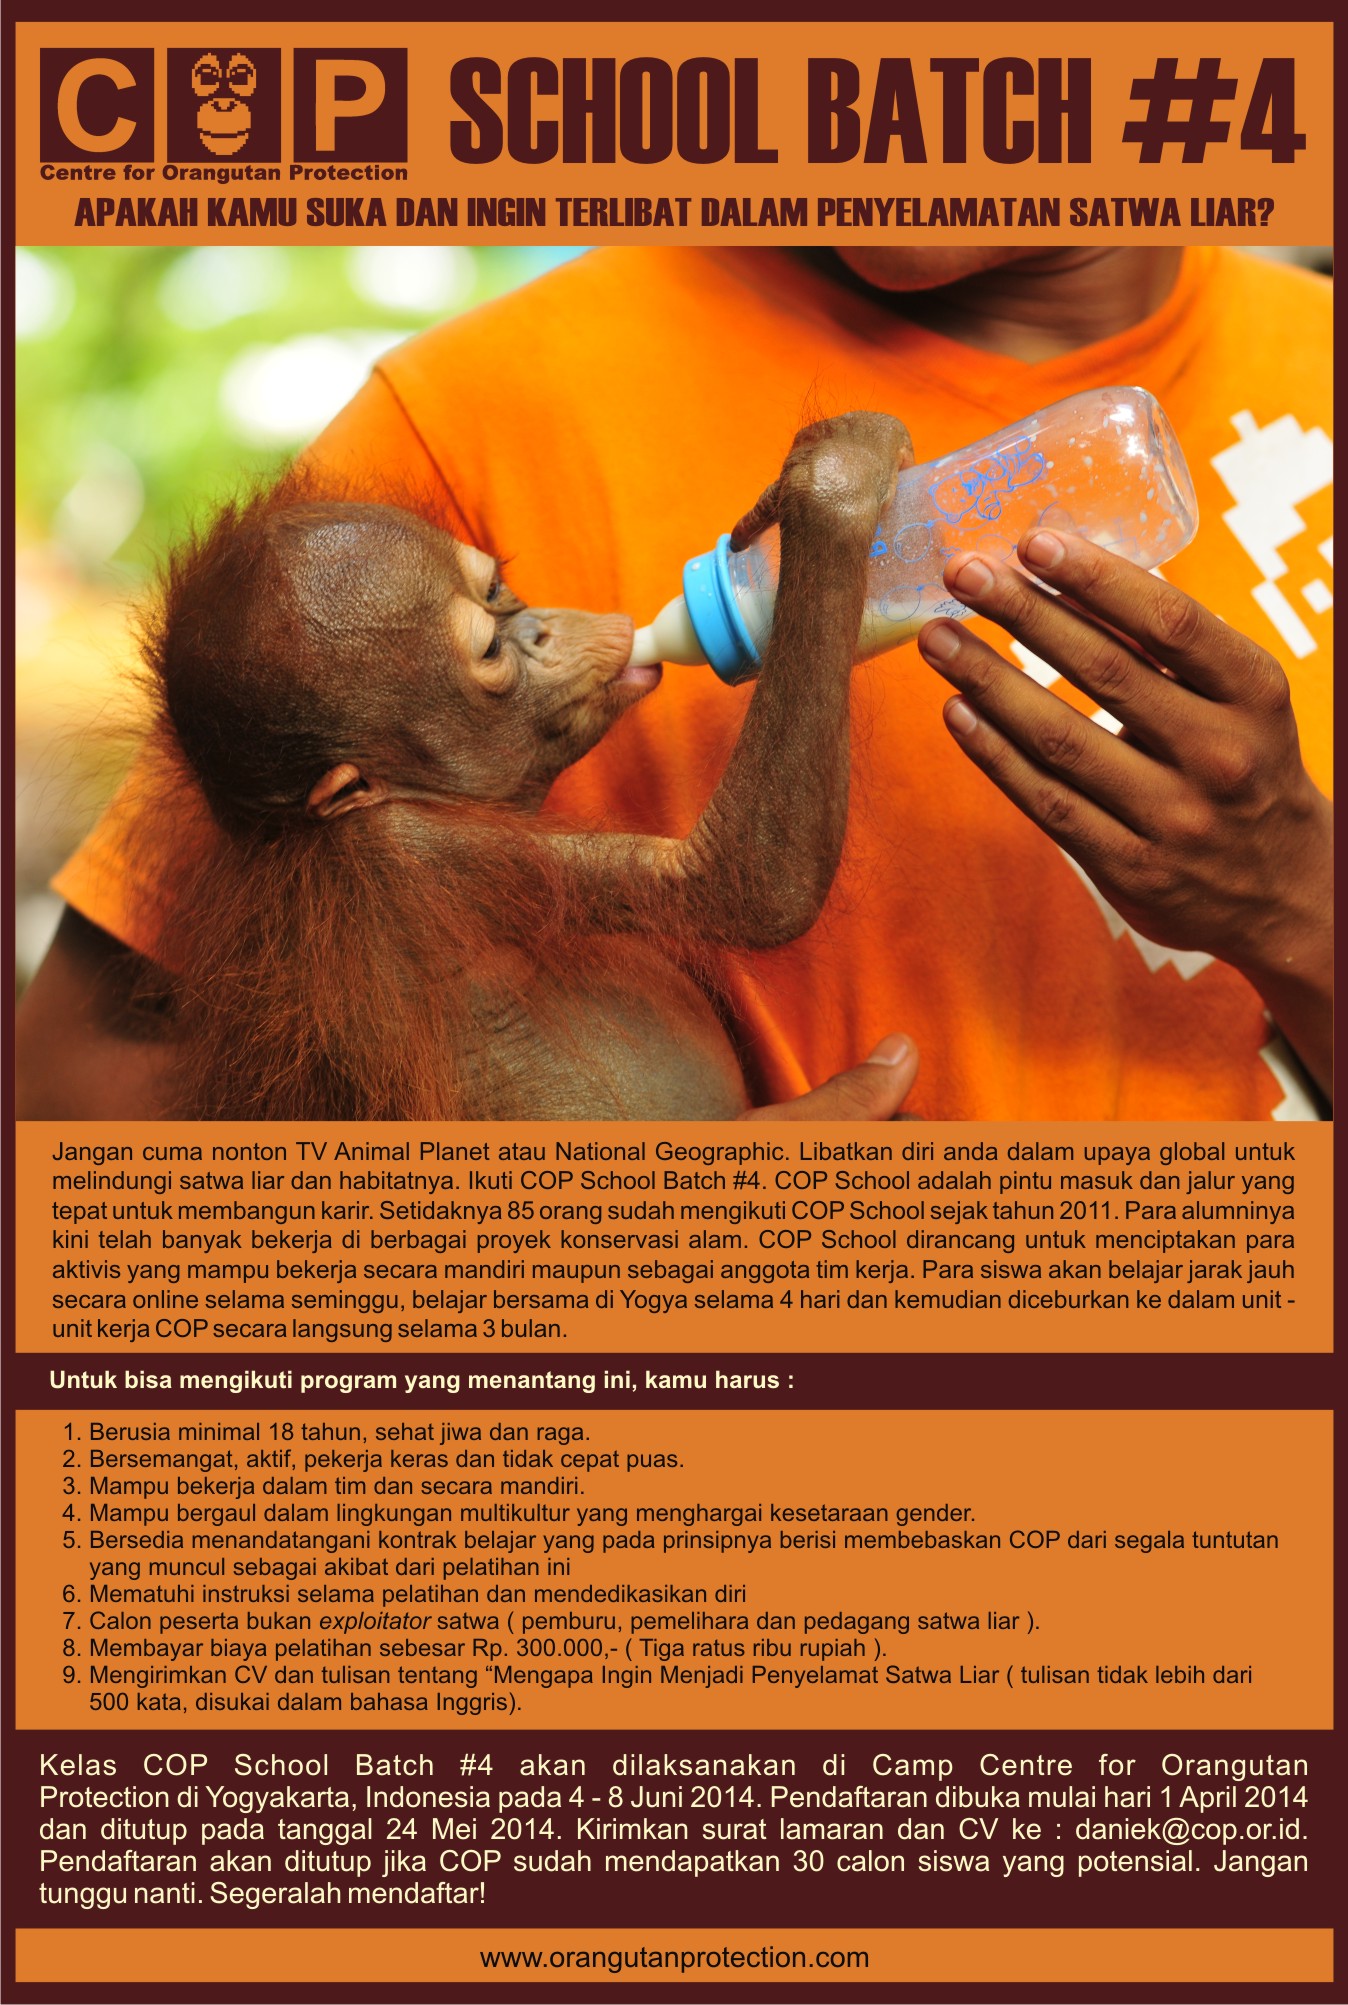 COP SCHOOL BATCH #4
Centre for Orangutan Protection
APAKAH KAMU SUKA DAN INGIN TERLIBAT DALAM PENYELAMATAN SATWA LIAR?
Jangan cuma nonton TV Animal Planet atau National Geographic. Libatkan diri anda dalam upaya global untuk
melindungi satwa liar dan habitatnya. Ikuti COP School Batch #4. COP School adalah pintu masuk dan jalur yang
tepat untuk membangun karir. Setidaknya 85 orang sudah mengikuti COP School sejak tahun 2011. Para alumninya
kini telah banyak bekerja di berbagai proyek konservasi alam. COP School dirancang untuk menciptakan para
aktivis yang mampu bekerja secara mandiri maupun sebagai anggota tim kerja. Para siswa akan belajar jarak jauh
secara online selama seminggu, belajar bersama di Yogya selama 4 hari dan kemudian diceburkan ke dalam unit -
unit kerja COP secara langsung selama 3 bulan.
Untuk bisa mengikuti program yang menantang ini, kamu harus :
1. Berusia minimal 18 tahun, sehat jiwa dan raga.
2. Bersemangat, aktif, pekerja keras dan tidak cepat puas.
3. Mampu bekerja dalam tim dan secara mandiri.
4. Mampu bergaul dalam lingkungan multikultur yang menghargai kesetaraan gender.
5. Bersedia menandatangani kontrak belajar yang pada prinsipnya berisi membebaskan COP dari segala tuntutan
yang muncul sebagai akibat dari pelatihan ini
6. Mematuhi instruksi selama pelatihan dan mendedikasikan diri
7. Calon peserta bukan exploitator satwa ( pemburu, pemelihara dan pedagang satwa liar ).
8. Membayar biaya pelatihan sebesar Rp. 300.000,- ( Tiga ratus ribu rupiah ).
9. Mengirimkan CV dan tulisan tentang “Mengapa Ingin Menjadi Penyelamat Satwa Liar ( tulisan tidak lebih dari
500 kata, disukai dalam bahasa Inggris).
Kelas COP School Batch #4 akan dilaksanakan di Camp Centre for Orangutan
Protection di Yogyakarta, Indonesia pada 4 - 8 Juni 2014. Pendaftaran dibuka mulai hari 1 April 2014
dan ditutup pada tanggal 24 Mei 2014. Kirimkan surat lamaran dan CV ke : daniek@cop.or.id.
Pendaftaran akan ditutup jika COP sudah mendapatkan 30 calon siswa yang potensial. Jangan
tunggu nanti. Segeralah mendaftar!
www.orangutanprotection.com